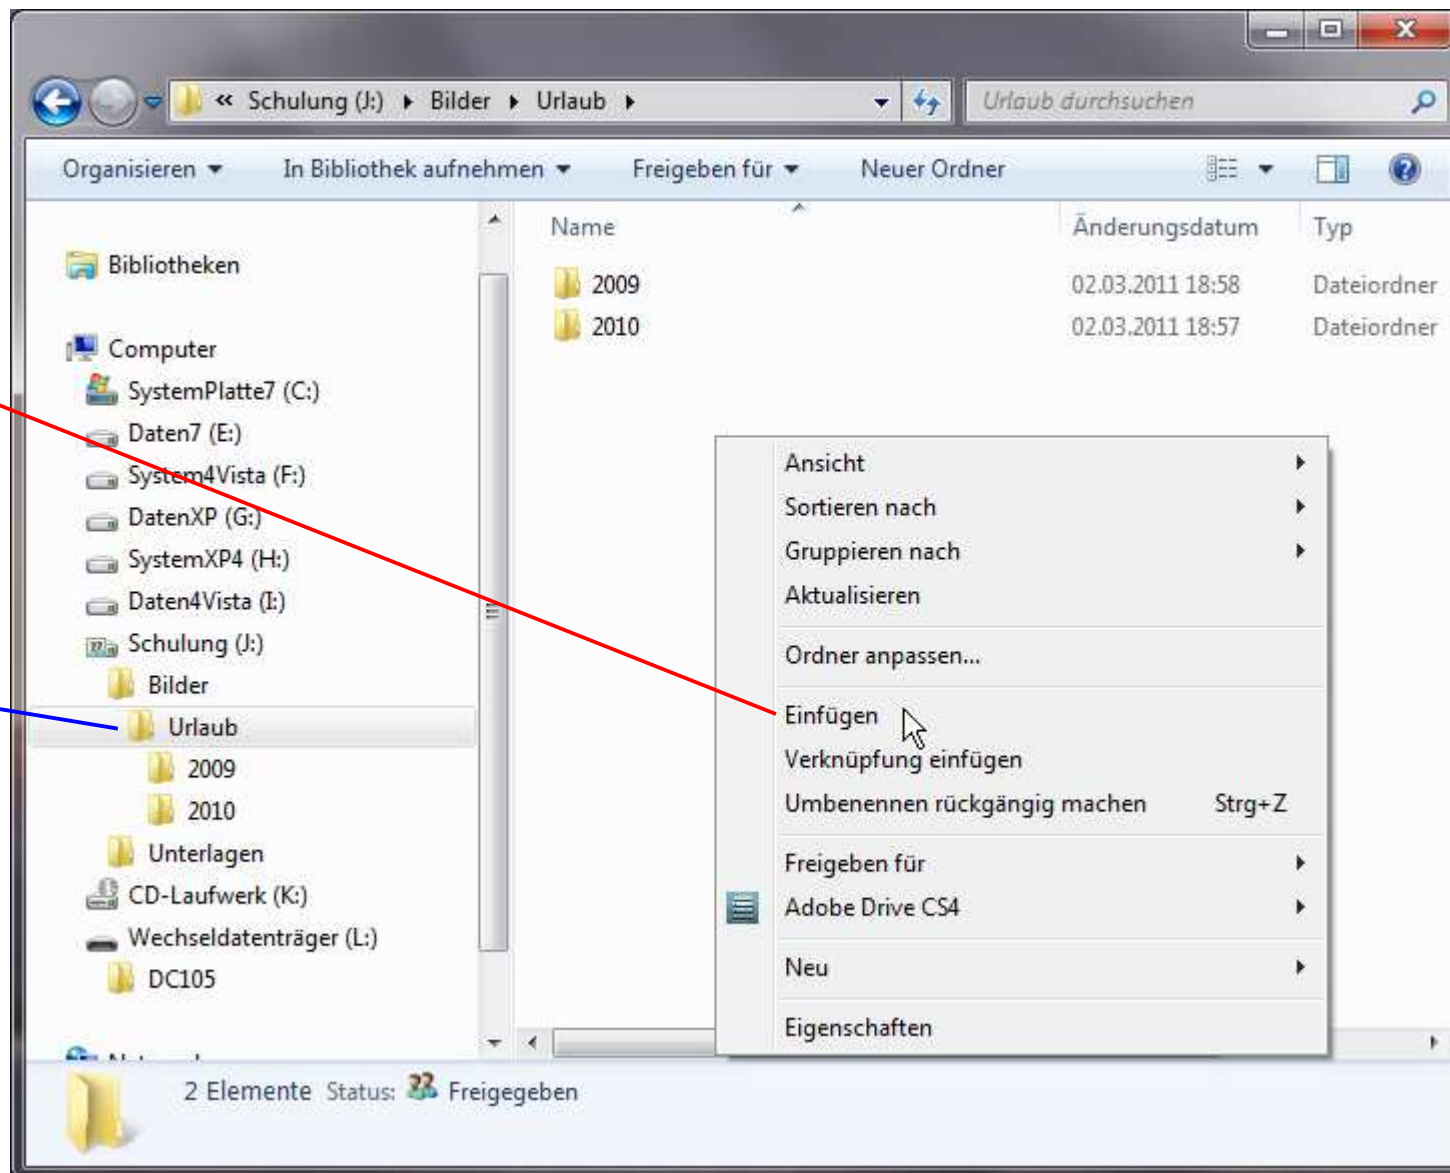 « Schulung (J:) Bilder Urlaub
Urlaub durchsuchen
Organisieren In Bibliothek aufnehmen Freigeben für Neuer Ordner
Name Änderungsdatum Typ
2009 02.03.2011 18:58 Dateiordner
2010 02.03.2011 18:57 Dateiordner
Bibliotheken
Computer
SystemPlatte7 (C:)
Daten7 (E:)
System4Vista (F:)
DatenXP (G:)
SystemXP4 (H:)
Daten4Vista (I:)
Schulung (J:)
Bilder
Urlaub
2009
2010
Unterlagen
CD-Laufwerk (K:)
Wechseldatenträger (L:)
DC105
Ansicht
Sortieren nach
Gruppieren nach
Aktualisieren
Ordner anpassen...
Einfügen
Verknüpfung einfügen
Umbenennen rückgängig machen Strg+Z
Freigeben für
Adobe Drive CS4
Neu
Eigenschaften
2 Elemente Status: Freigegeben